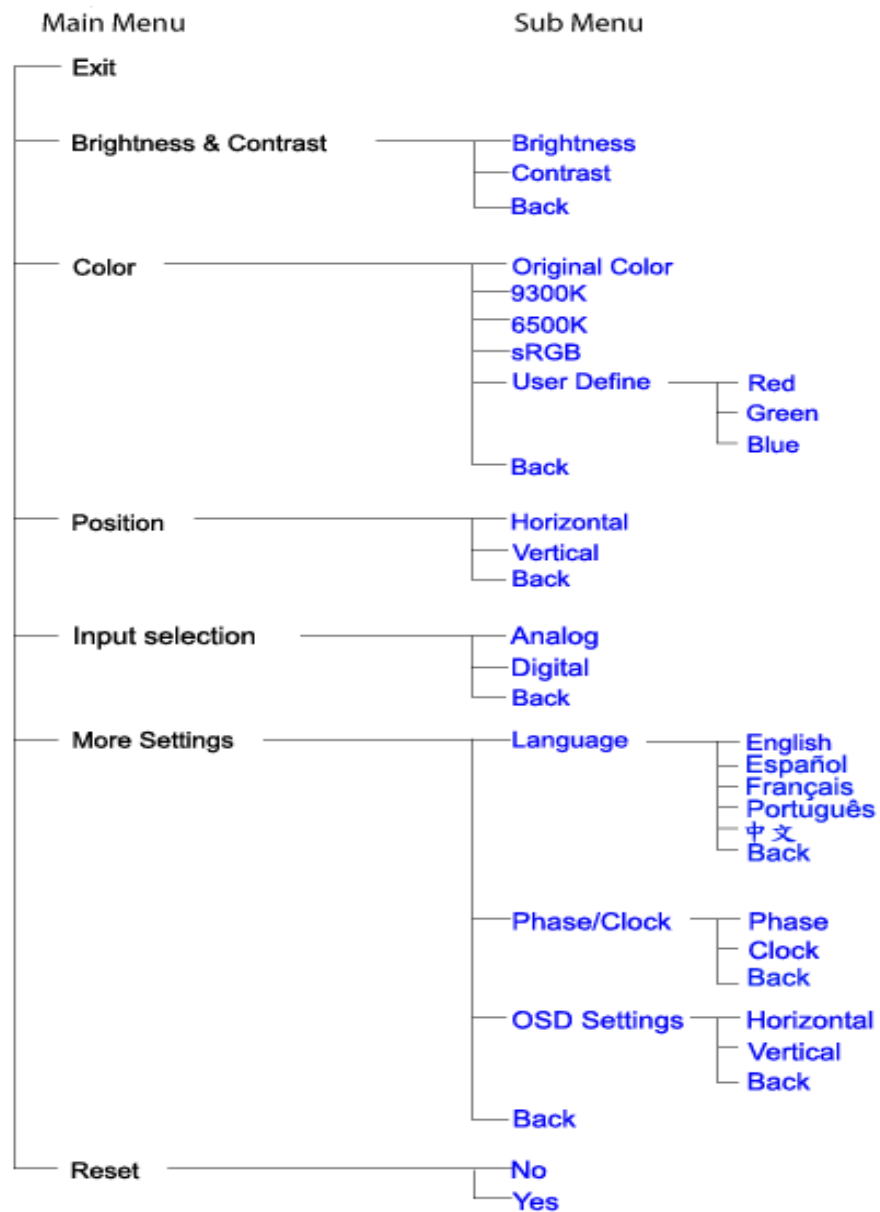 Main Menu Sub Menu
Exit
Brightness & Contrast Brightness
Contrast
Back
Color Original Color
9300K
6500K
sRGB
User Define Red
Green
Blue
Back
Position Horizontal
Vertical
Back
Input selection Analog
Digital
Back
More Settings Language English
Español
Français
Português
中文
Back
Phase/Clock Phase
Clock
Back
OSD Settings Horizontal
Vertical
Back
Back
Reset No
Yes